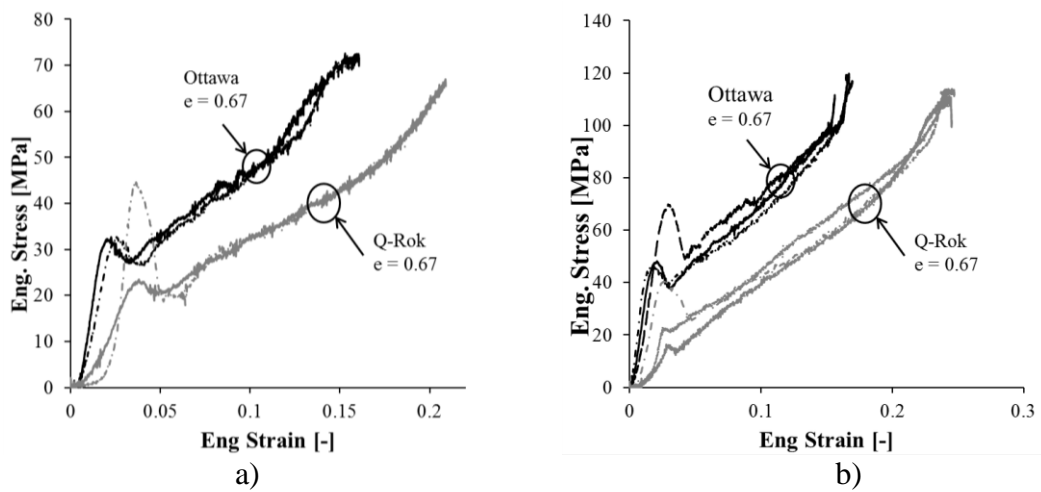 80
70
60
50
40
30
20
10
0
0
0.05
0.1
0.15
0.2
Eng. Stress [MPa]
Eng Strain [-]
Ottawa
e = 0.67
Q-Rok
e = 0.67
a)
140
120
100
80
60
40
20
0
0
0.1
0.2
0.3
Eng. Stress [MPa]
Eng Strain [-]
Ottawa
e = 0.67
Q-Rok
e = 0.67
b)